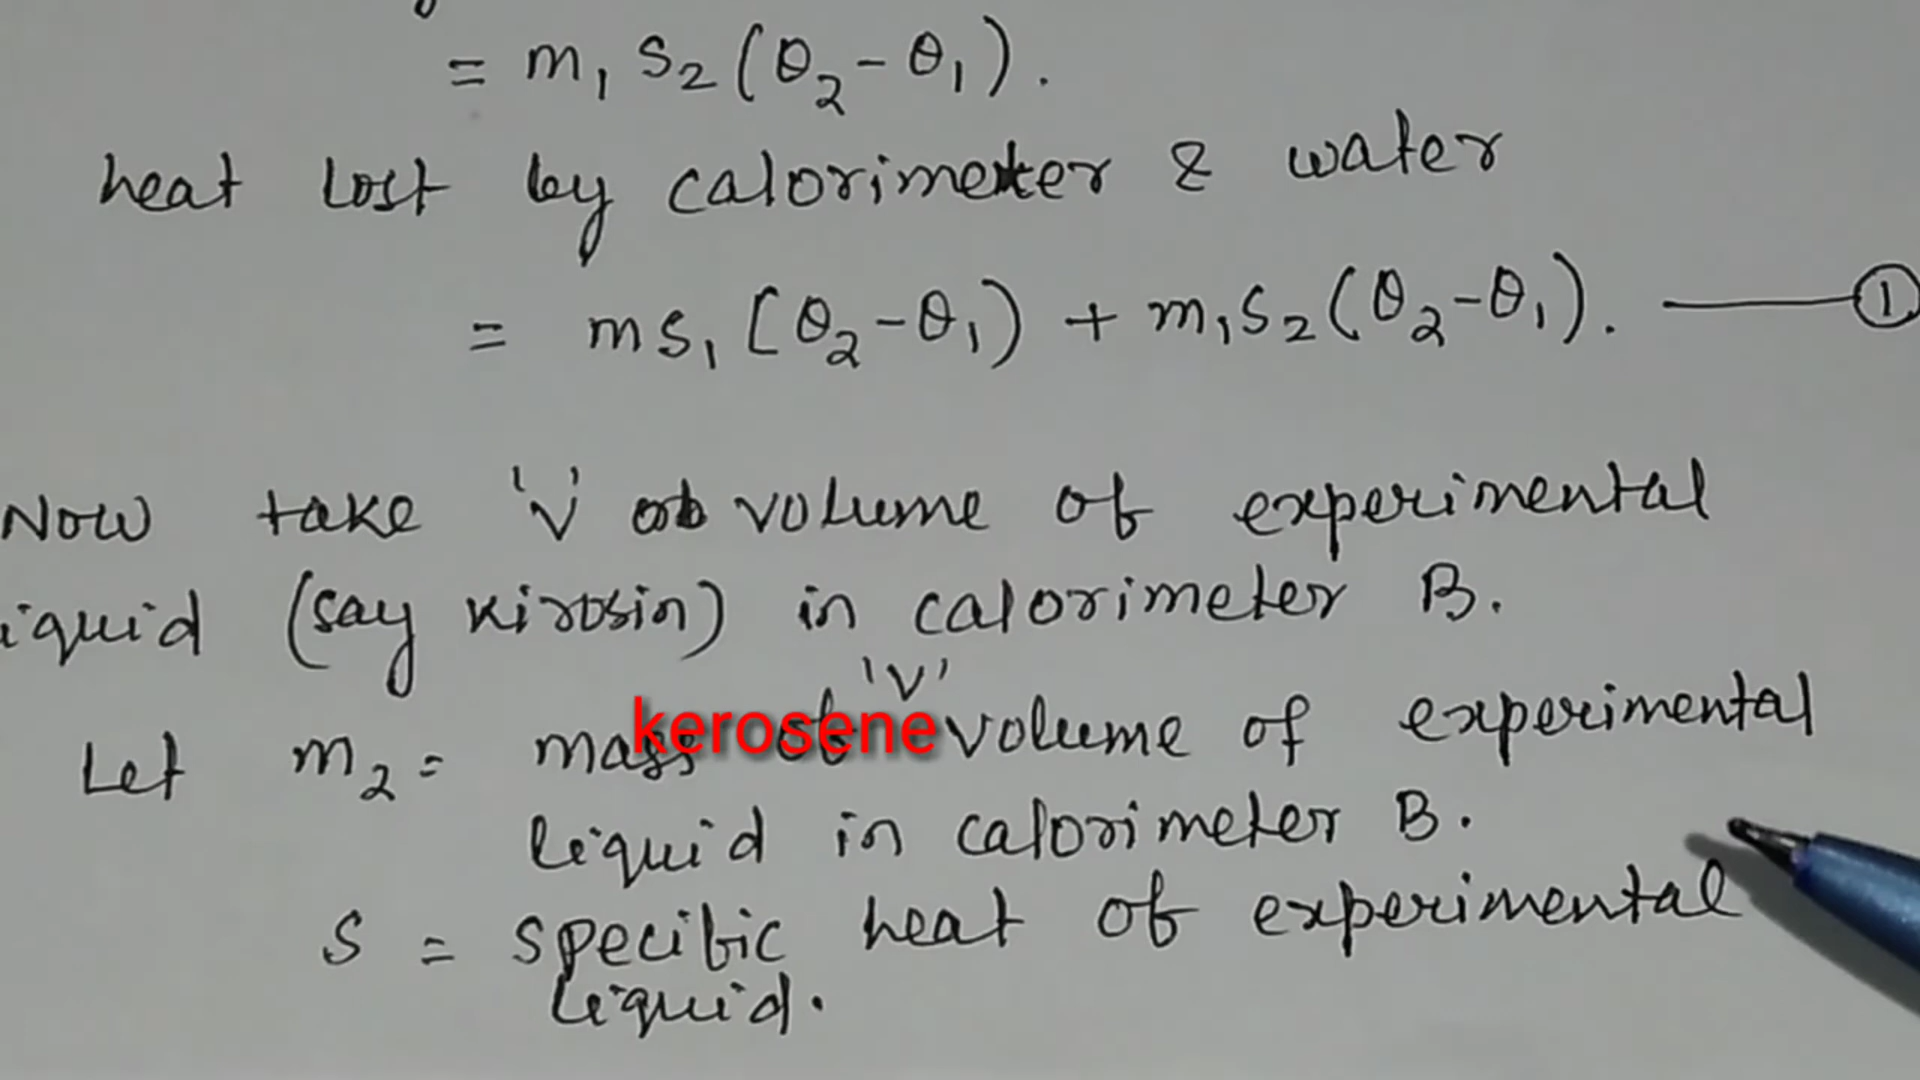 = m₁ s₂ (θ₂ - θ₁).
heat lost by calorimeter & water
= ms₁ [θ₂ - θ₁) + m₁s₂ (θ₂ - θ₁). ——— ①
Now take 'v' volume of experimental
liquid (say kirosin) in calorimeter B.
'v'
kerosene
Let m₂ = mass of volume of experimental
liquid in calorimeter B.
s = specific heat of experimental
liquid.